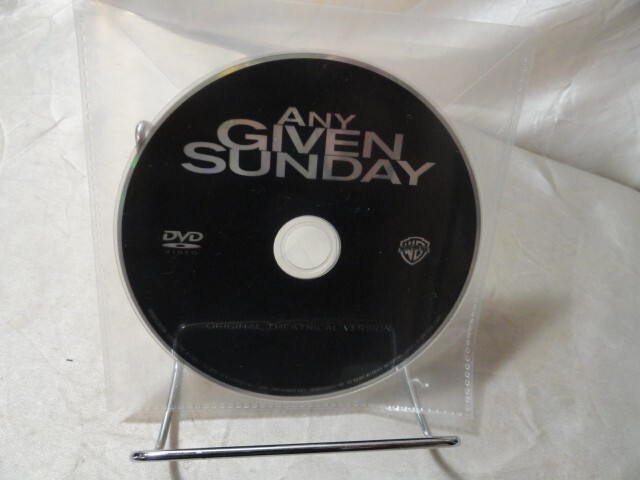 ANY
GIVEN
SUNDAY
DVD
VIDEO
WB
ORIGINAL THEATRICAL VERSION